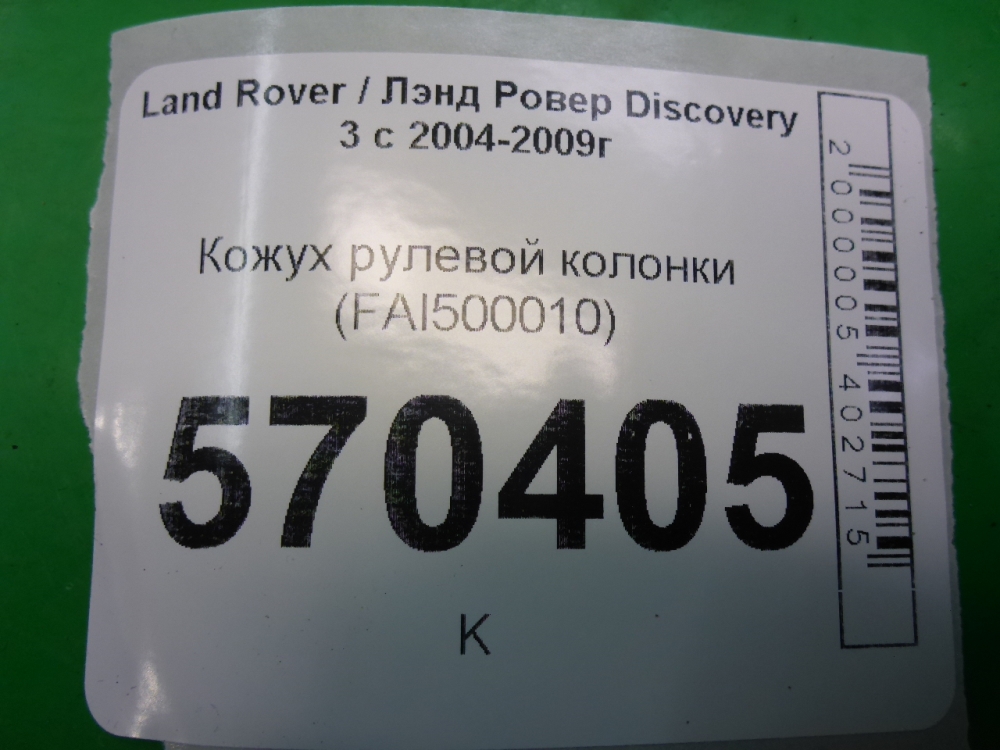 Land Rover / Лэнд Ровер Discovery
3 с 2004-2009г
Кожух рулевой колонки
(FAI500010)
570405
К
2000005402715